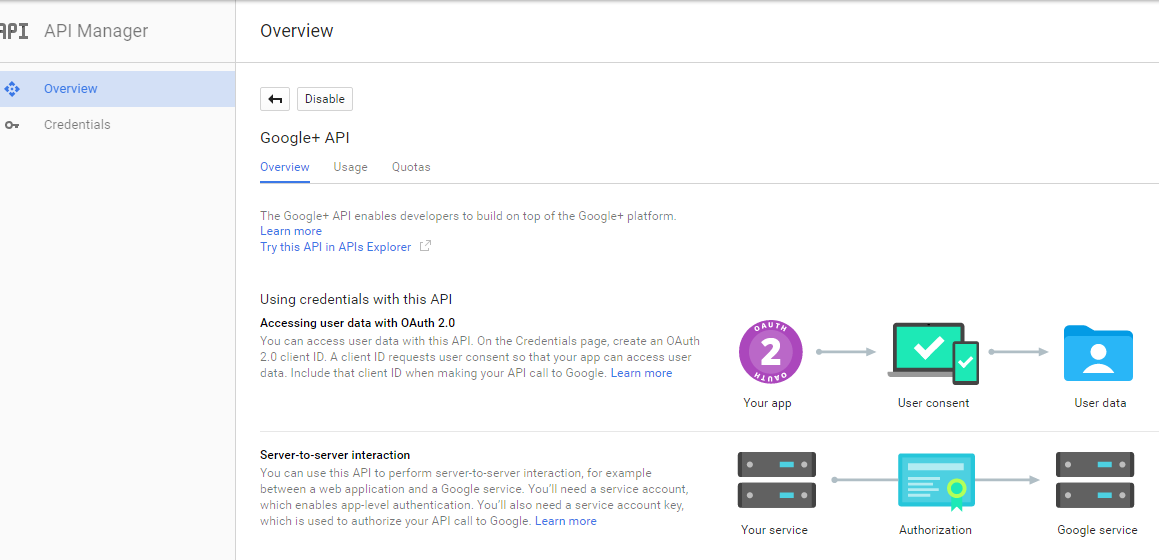 API API Manager
Overview
Overview
Credentials
Disable
Google+ API
Overview Usage Quotas
The Google+ API enables developers to build on top of the Google+ platform.
Learn more
Try this API in APIs Explorer
Using credentials with this API
Accessing user data with OAuth 2.0
You can access user data with this API. On the Credentials page, create an OAuth
2.0 client ID. A client ID requests user consent so that your app can access user
data. Include that client ID when making your API call to Google. Learn more
OAUTH
2
OAUTH
Your app User consent User data
Server-to-server interaction
You can use this API to perform server-to-server interaction, for example
between a web application and a Google service. You'll need a service account,
which enables app-level authentication. You'll also need a service account key,
which is used to authorize your API call to Google. Learn more
Your service Authorization Google service